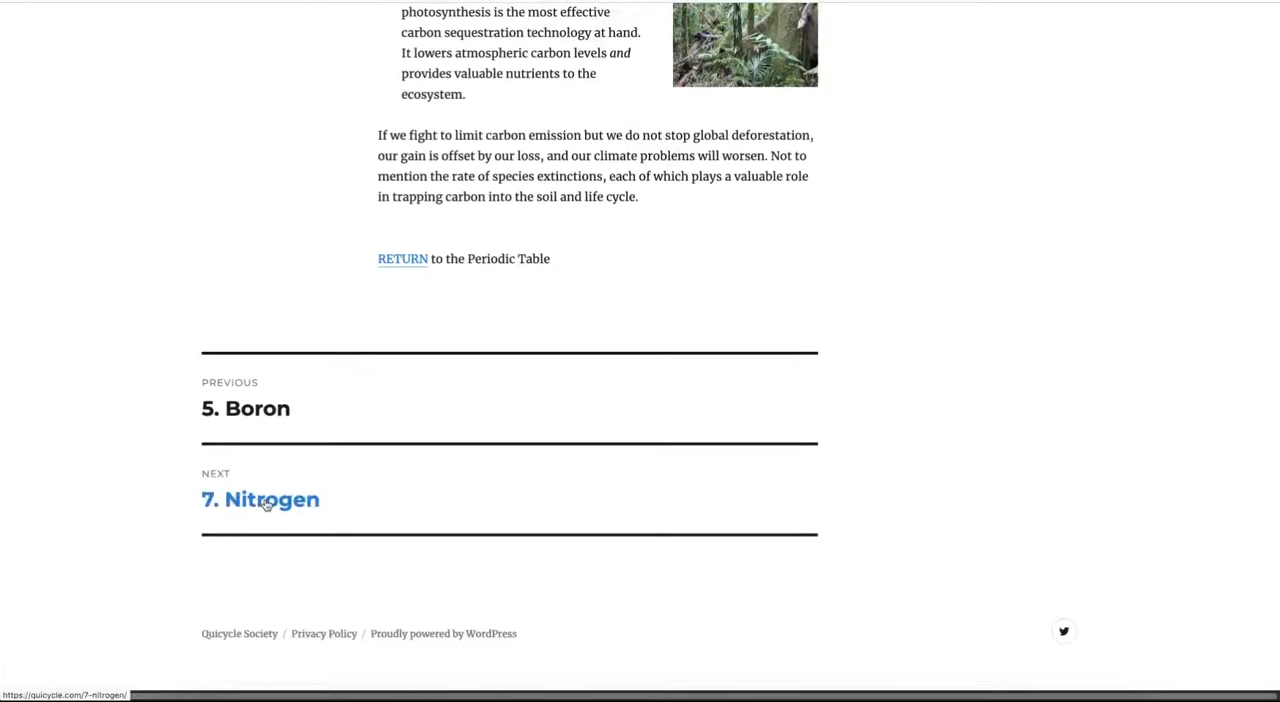 photosynthesis is the most effective
carbon sequestration technology at hand.
It lowers atmospheric carbon levels and
provides valuable nutrients to the
ecosystem.
If we fight to limit carbon emission but we do not stop global deforestation,
our gain is offset by our loss, and our climate problems will worsen. Not to
mention the rate of species extinctions, each of which plays a valuable role
in trapping carbon into the soil and life cycle.
RETURN to the Periodic Table
PREVIOUS
5. Boron
NEXT
7. Nitrogen
Quicycle Society / Privacy Policy / Proudly powered by WordPress
https://quicycle.com/7-nitrogen/